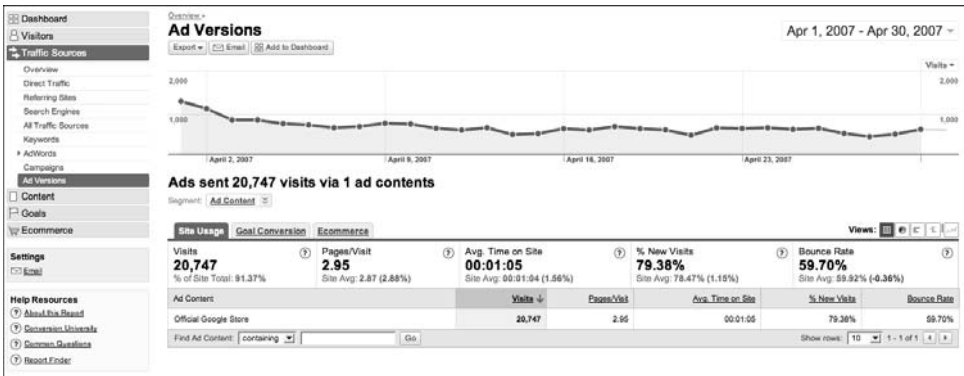 Dashboard
Visitors
Traffic Sources
Overview
Direct Traffic
Referring Sites
Search Engines
All Traffic Sources
Keywords
AdWords
Campaigns
Ad Versions
Content
Goals
Ecommerce
Settings
Email
Help Resources
About this Report
Conversion University
Common Questions
Report Finder
Overview »
Ad Versions
Apr 1, 2007 - Apr 30, 2007
Export Email Add to Dashboard
Visits
2,000 2,000
1,000 1,000
April 2, 2007 April 9, 2007 April 16, 2007 April 23, 2007
Ads sent 20,747 visits via 1 ad contents
Segment: Ad Content
Site Usage Goal Conversion Ecommerce Views:
Visits Pages/Visit Avg. Time on Site % New Visits Bounce Rate
20,747 2.95 00:01:05 79.38% 59.70%
% of Site Total: 91.37% Site Avg: 2.87 (2.88%) Site Avg: 00:01:04 (1.56%) Site Avg: 78.47% (1.15%) Site Avg: 59.92% (-0.36%)
Ad Content Visits Pages/Visit Avg. Time on Site % New Visits Bounce Rate
Official Google Store 20,747 2.95 00:01:05 79.38% 59.70%
Find Ad Content: containing Go Show rows: 10 1 - 1 of 1